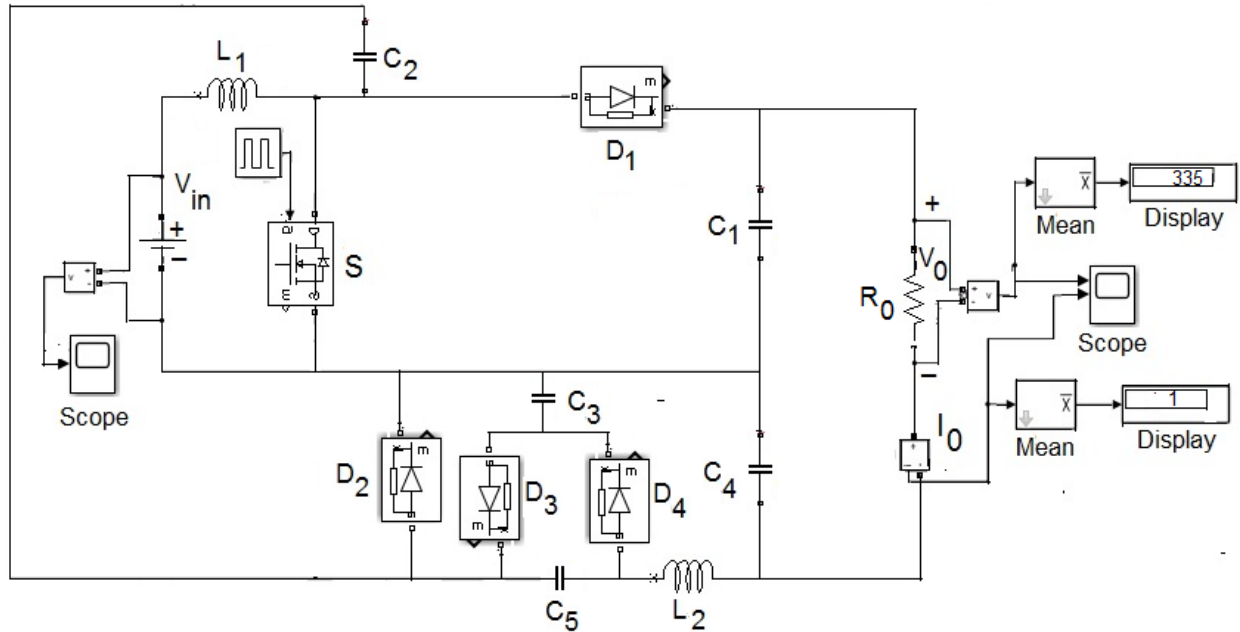 L1
C2
m
D1
Vin
+
−
S
m
v
+
-
Scope
C1
+
V0
R0
−
+
-
v
X
Mean
335
Display
Scope
X
Mean
1
Display
I0
+
-
i
C3
D2
m
D3
m
D4
m
C4
C5
L2